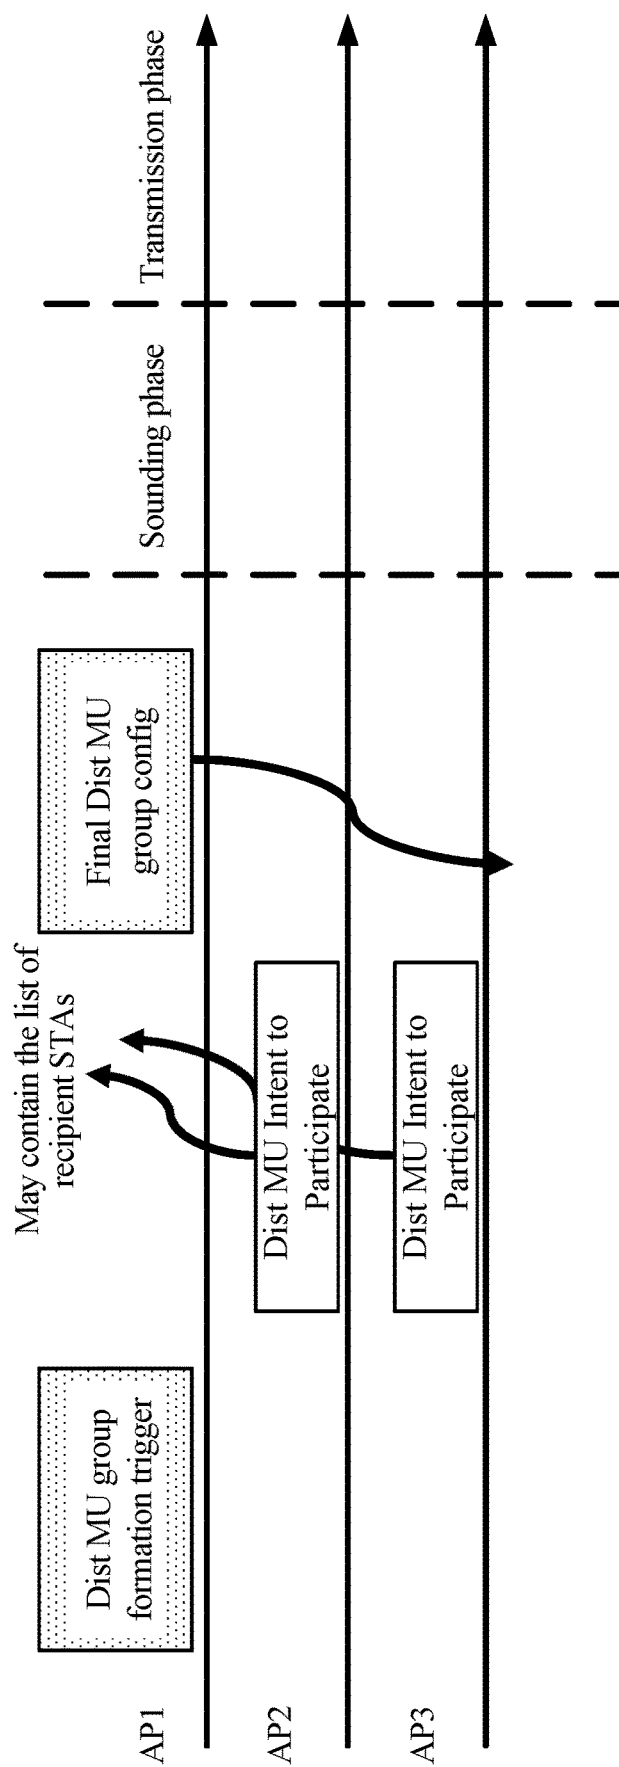 May contain the list of
recipient STAs
Dist MU group
formation trigger
Final Dist MU
group config
Sounding phase
Transmission phase
AP1
Dist MU Intent to
Participate
AP2
Dist MU Intent to
Participate
AP3